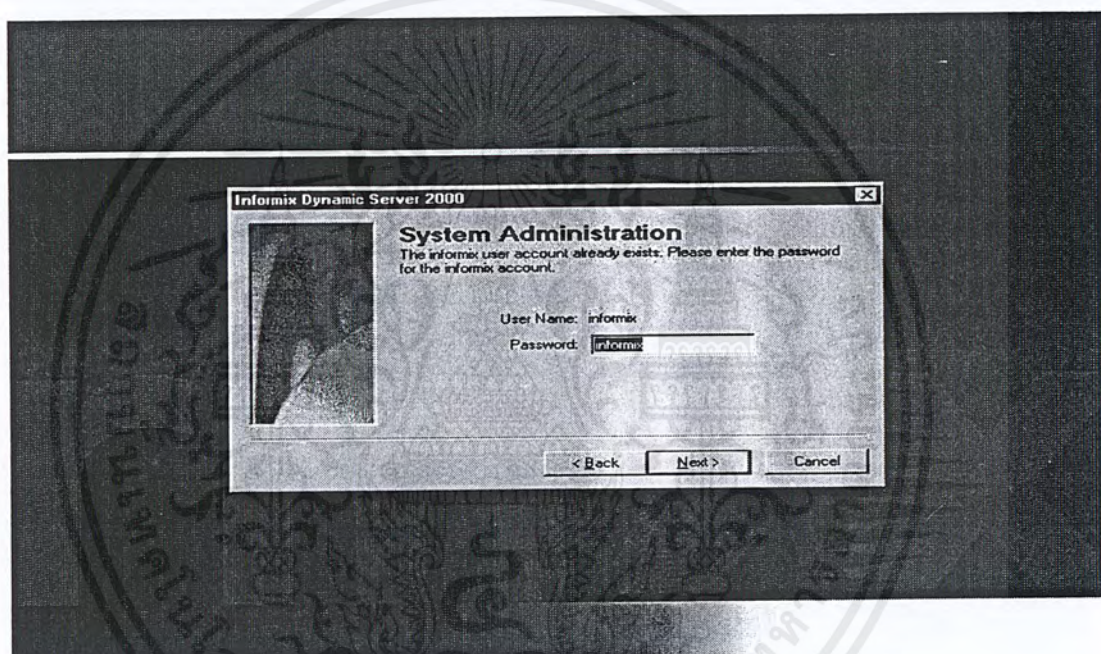 Informix Dynamic Server 2000
System Administration
The informix user account already exists. Please enter the password
for the informix account.
User Name: informix
Password: informix
< Back Next > Cancel